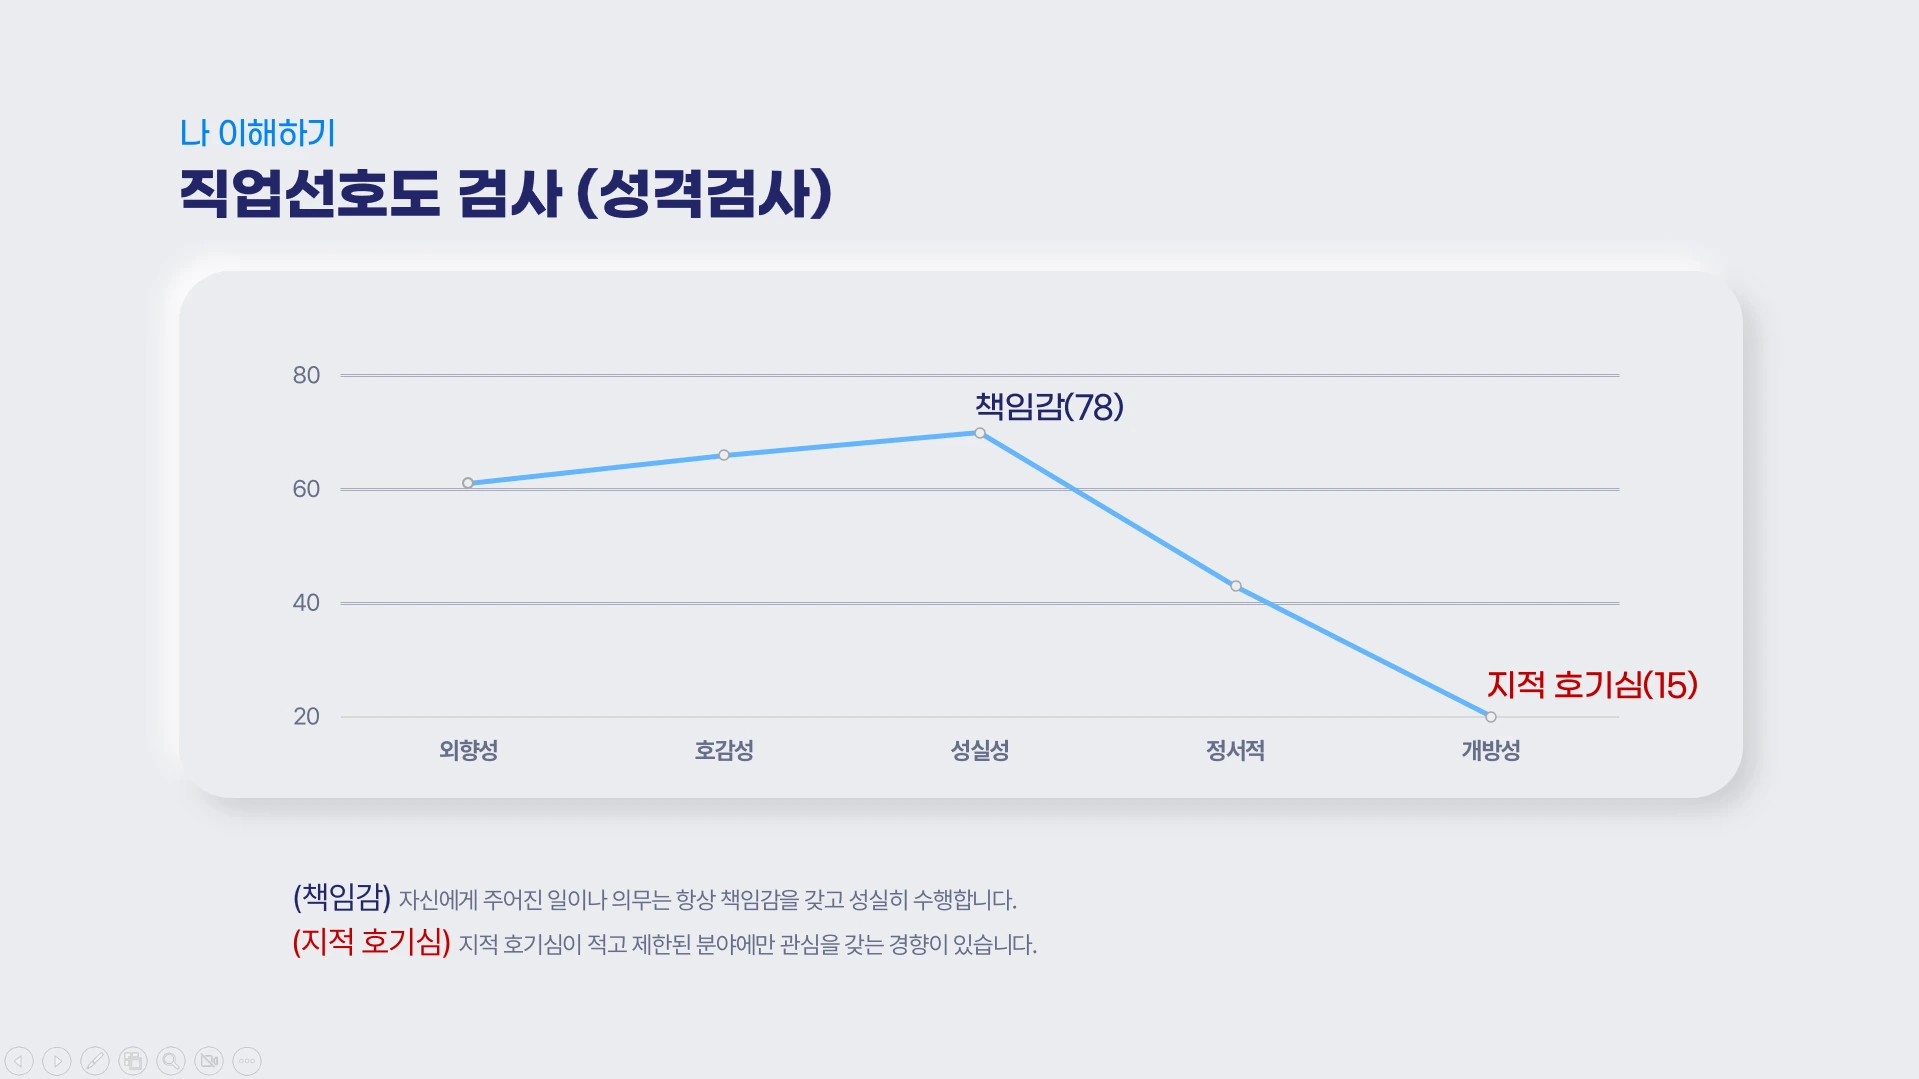 나 이해하기
직업선호도 검사 (성격검사)
80
책임감(78)
60
40
지적 호기심(15)
20
외향성 호감성 성실성 정서적 개방성
(책임감) 자신에게 주어진 일이나 의무는 항상 책임감을 갖고 성실히 수행합니다.
(지적 호기심) 지적 호기심이 적고 제한된 분야에만 관심을 갖는 경향이 있습니다.